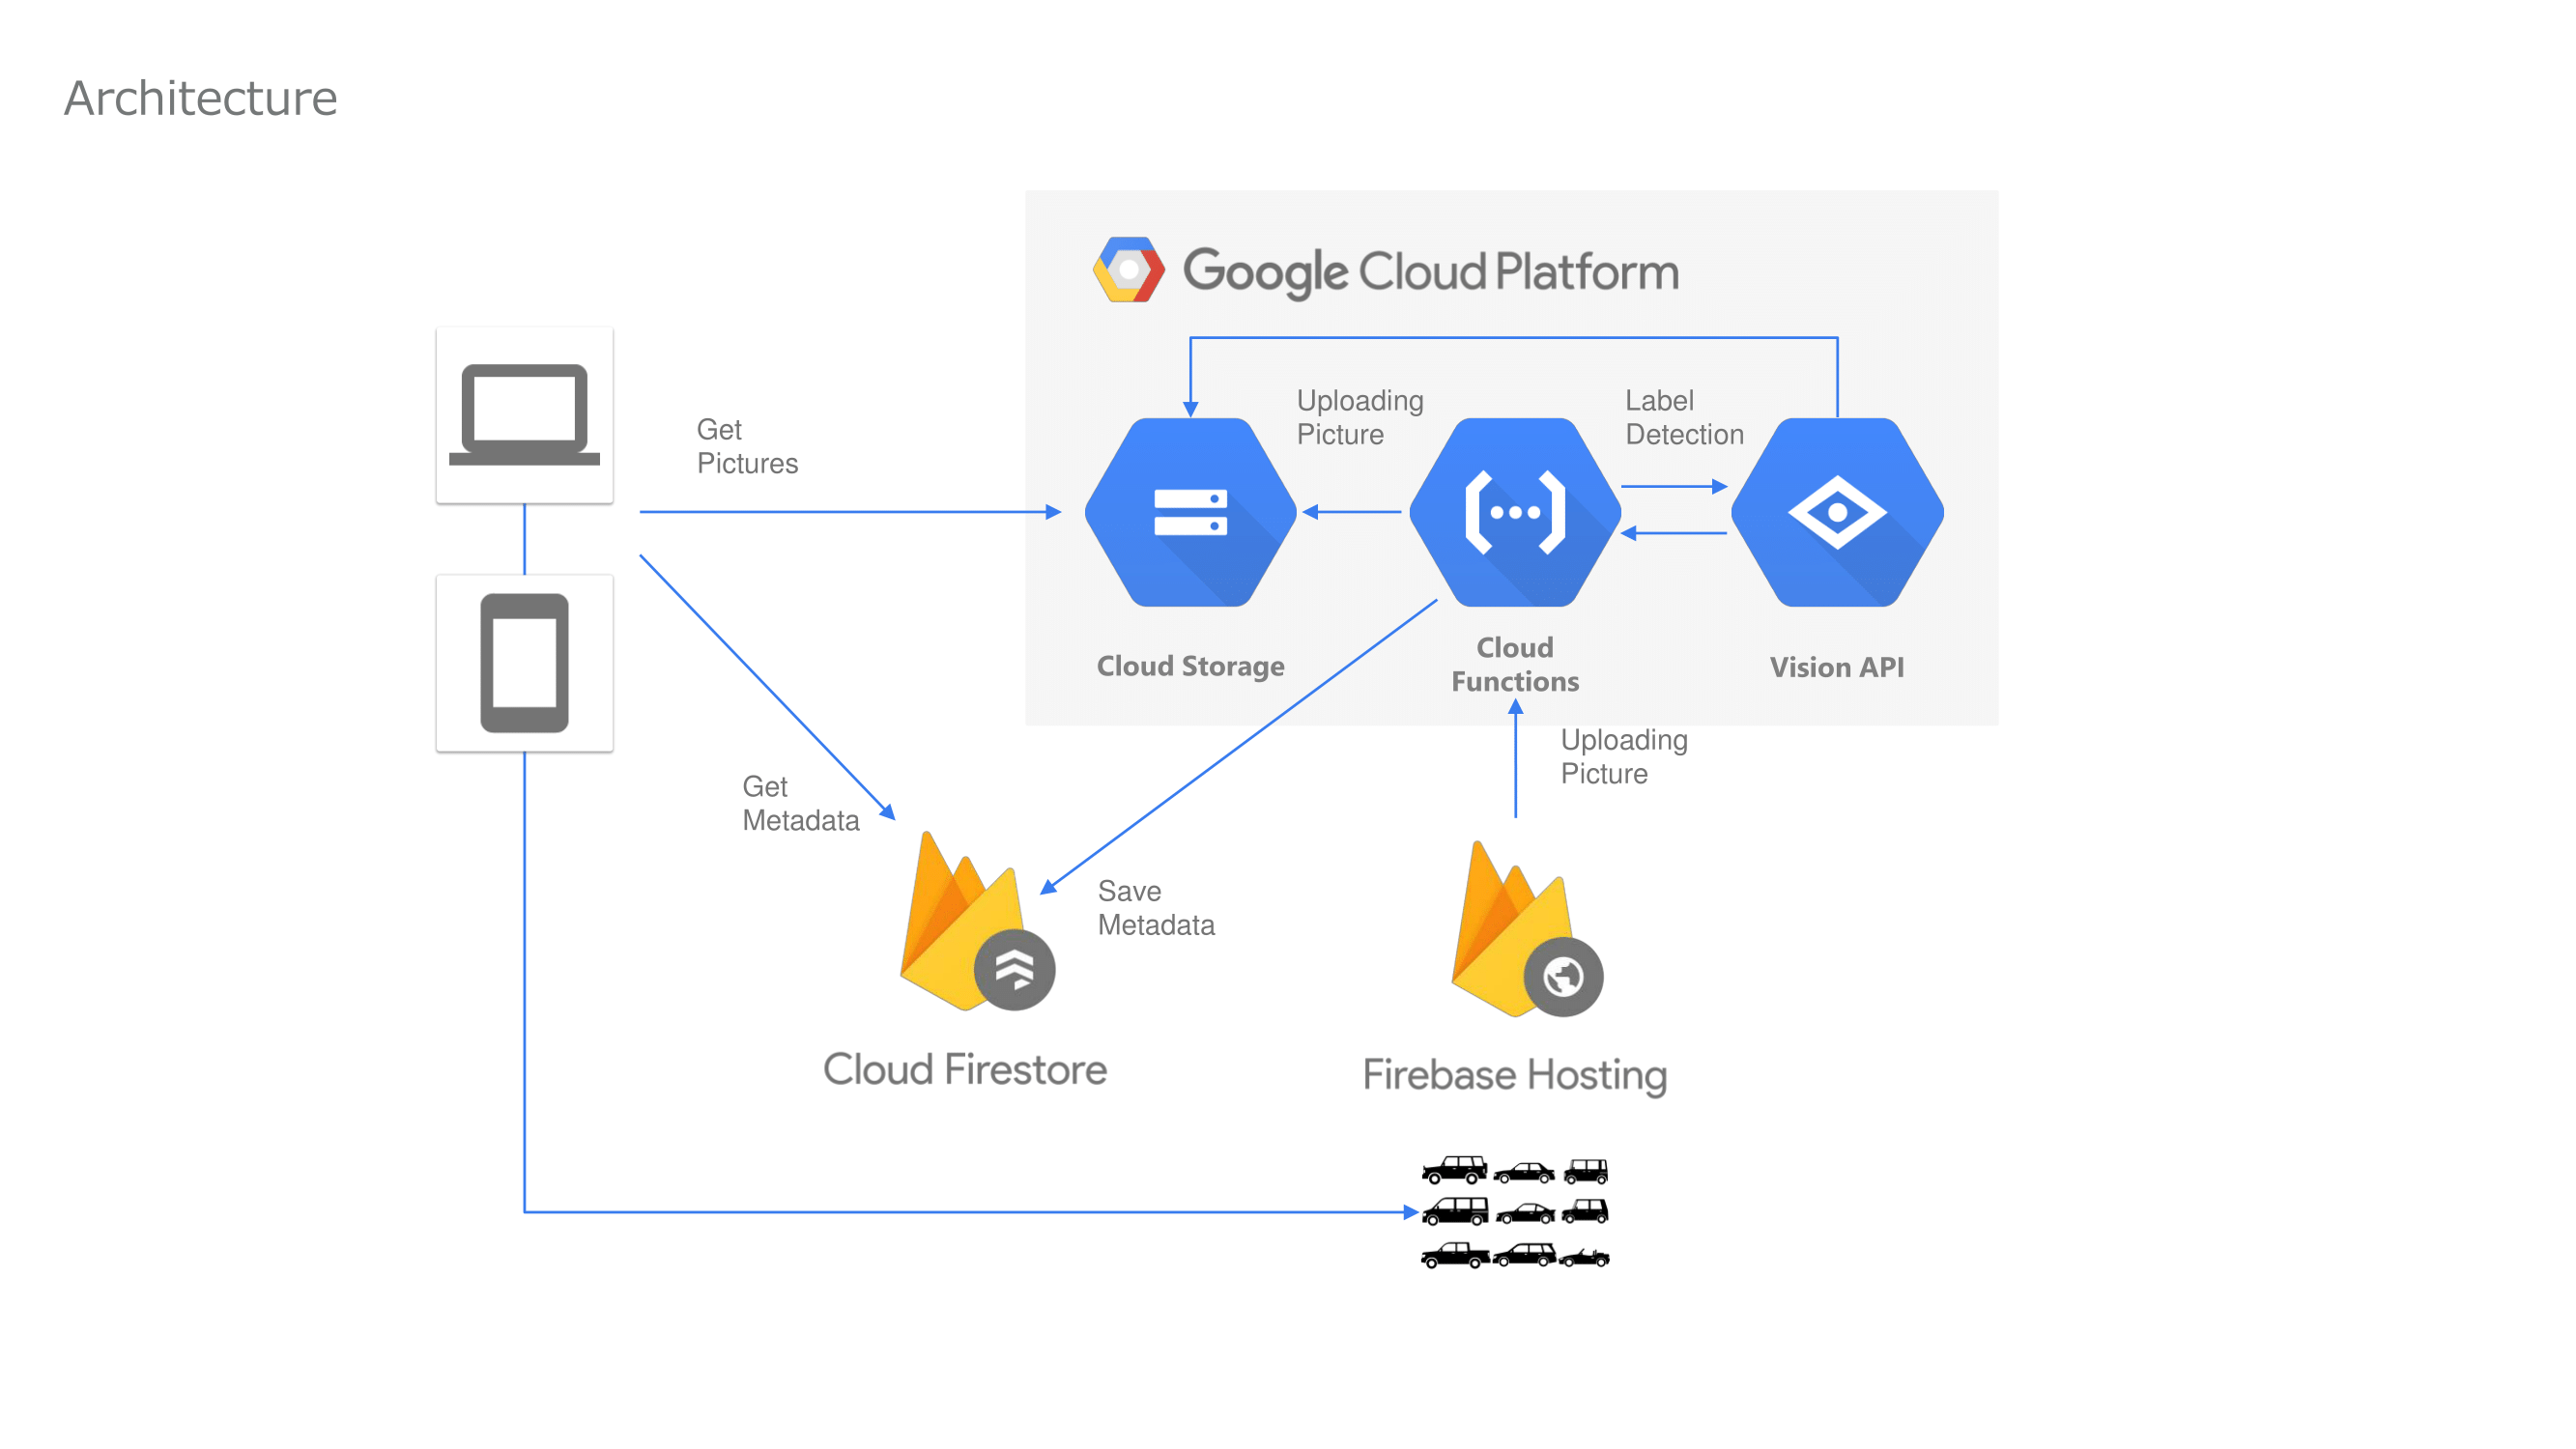 Architecture
Google Cloud Platform
Get
Pictures
Uploading
Picture
Label
Detection
Cloud Storage
Cloud
Functions
Vision API
Uploading
Picture
Get
Metadata
Save
Metadata
Cloud Firestore
Firebase Hosting